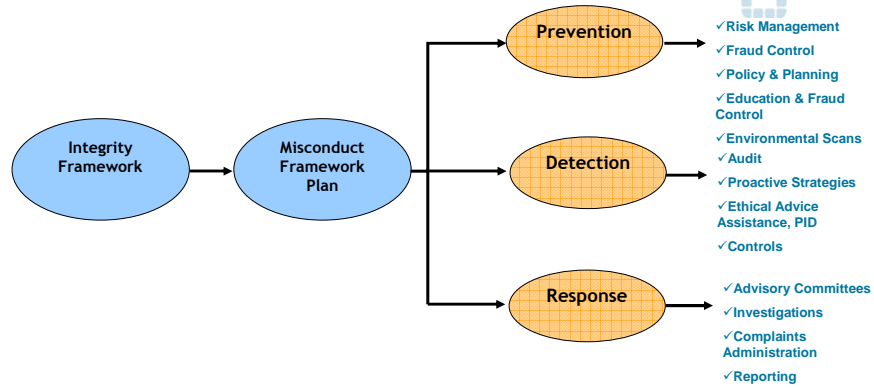 Integrity
Framework
Misconduct
Framework
Plan
Prevention
✓Risk Management
✓Fraud Control
✓Policy & Planning
✓Education & Fraud
Control
✓Environmental Scans
Detection
✓Audit
✓Proactive Strategies
✓Ethical Advice
Assistance, PID
✓Controls
Response
✓Advisory Committees
✓Investigations
✓Complaints
Administration
✓Reporting